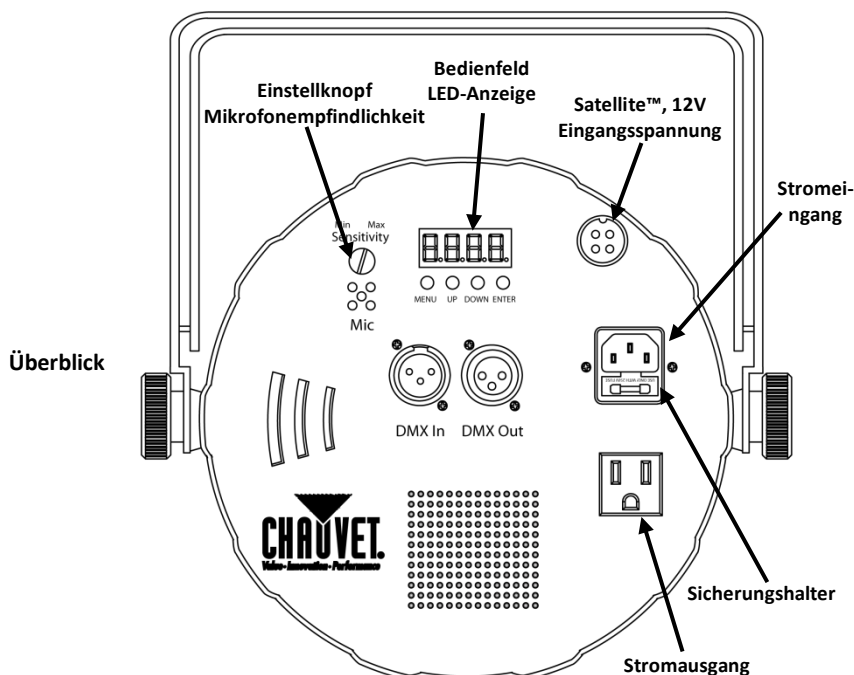 Bedienfeld
LED-Anzeige
Einstellknopf
Mikrofonempfindlichkeit
Satellite™, 12V
Eingangsspannung
Stromei-
ngang
Min Max
Sensitivity
MENU UP DOWN ENTER
Mic
Überblick
DMX In DMX Out
CHAUVET®
Value • Innovation • Performance
Sicherungshalter
Stromausgang